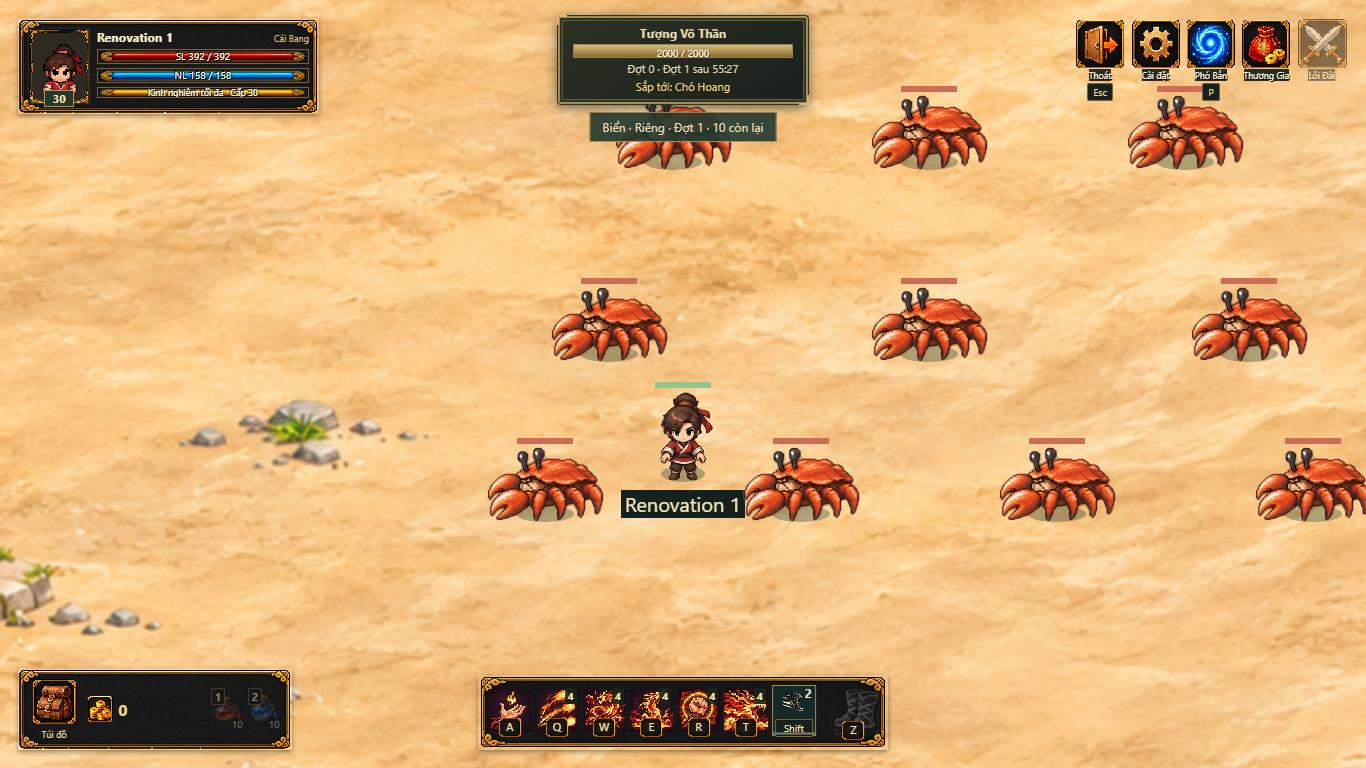 Renovation 1
Cái Bang
SL 392 / 392
NL 158 / 158
Kinh nghiệm tối đa · Cấp 30
30
Tượng Võ Thần
2000 / 2000
Đợt 0 · Đợt 1 sau 55:27
Sắp tới: Chó Hoang
Biển · Riêng · Đợt 1 · 10 còn lại
Thoát
Cài đặt
Phó Bản
Thương Gia
Lôi Đài
Esc
P
Renovation 1
Túi đồ
0
1
10
2
10
A
4
Q
4
W
4
E
4
R
4
T
2
Shift
Z